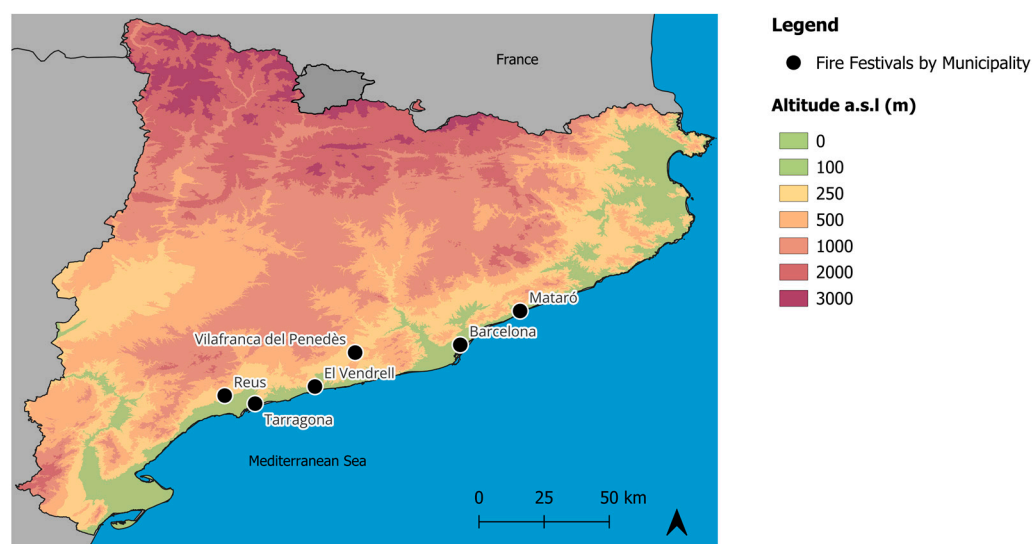 France
Mataró
Barcelona
Vilafranca del Penedès
El Vendrell
Reus
Tarragona
Mediterranean Sea
0 25 50 km
Legend
Fire Festivals by Municipality
Altitude a.s.l (m)
0
100
250
500
1000
2000
3000